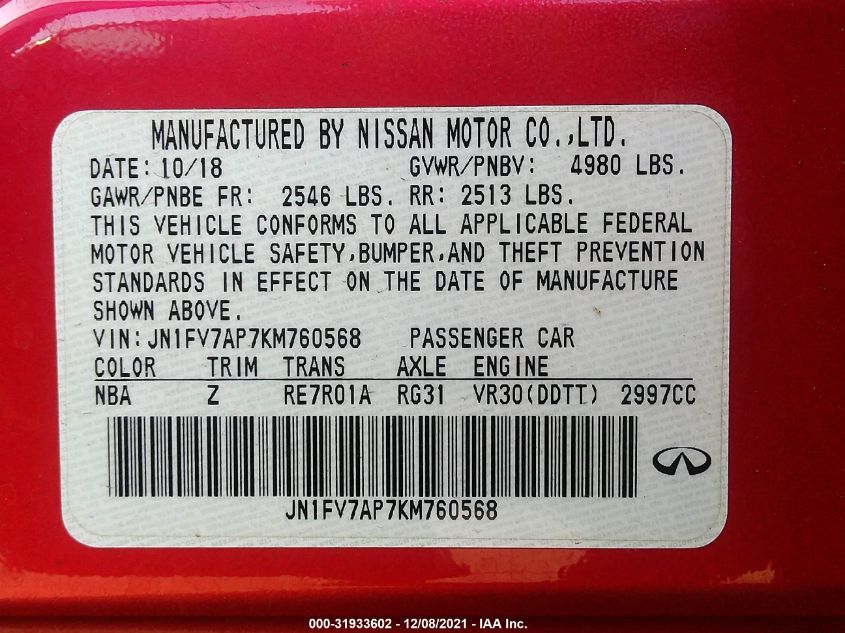 MANUFACTURED BY NISSAN MOTOR CO.,LTD.
DATE: 10/18 GVWR/PNBV: 4980 LBS.
GAWR/PNBE FR: 2546 LBS. RR: 2513 LBS.
THIS VEHICLE CONFORMS TO ALL APPLICABLE FEDERAL
MOTOR VEHICLE SAFETY,BUMPER,AND THEFT PREVENTION
STANDARDS IN EFFECT ON THE DATE OF MANUFACTURE
SHOWN ABOVE.
VIN:JN1FV7AP7KM760568 PASSENGER CAR
COLOR TRIM TRANS AXLE ENGINE
NBA Z RE7R01A RG31 VR30(DDTT) 2997CC
JN1FV7AP7KM760568
000-31933602 - 12/08/2021 - IAA Inc.